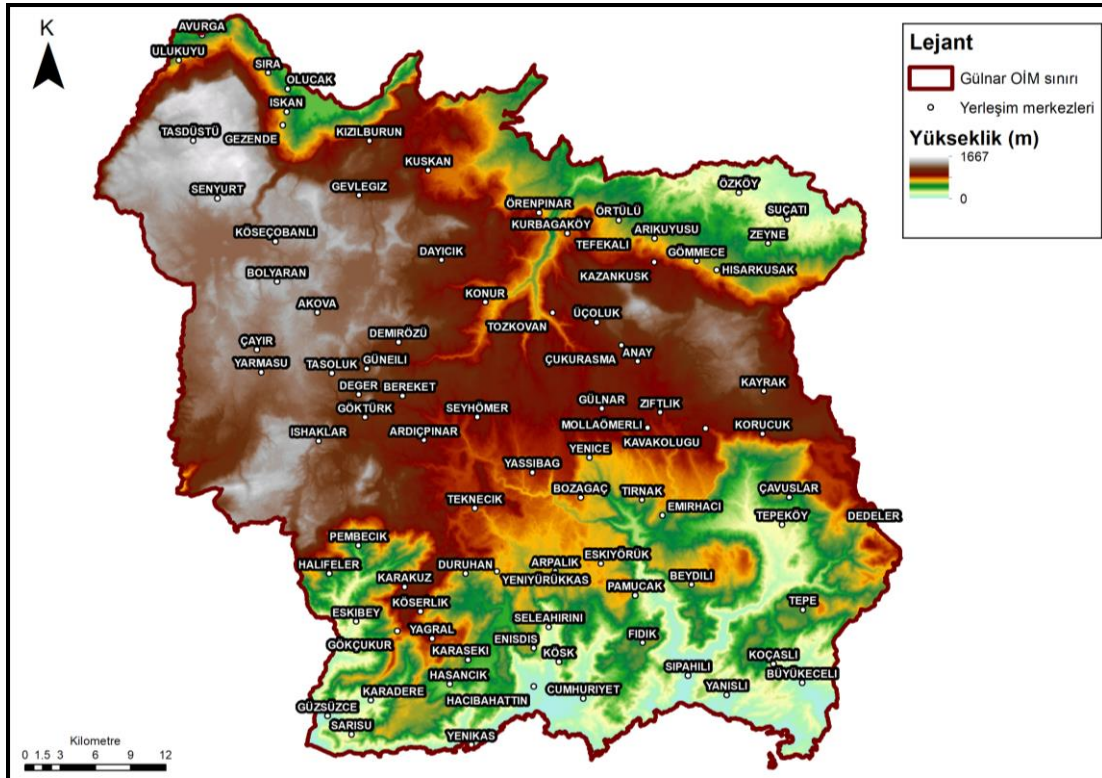 K
AVURGA
ULUKUYU
SIRA
OLUCAK
ISKAN
TASDÜSTÜ
GEZENDE
KIZILBURUN
KUSKAN
SENYURT
GEVLEGIZ
ÖZKÖY
ÖRENPINAR
ÖRTÜLÜ
SUÇATI
KURBAGAKÖY
ARIKUYUSU
ZEYNE
KÖSEÇOBANLI
TEFEKALI
GÖMMECE
DAYICIK
KAZANKUSK
HISARKUSAK
BOLYARAN
KONUR
AKOVA
ÜÇOLUK
TOZKOVAN
DEMIRÖZÜ
ÇAYIR
ÇUKURASMA
ANAY
YARMASU
TASOLUK
GÜNEILI
DEGER
BEREKET
KAYRAK
GÖKTÜRK
SEYHÖMER
GÜLNAR
ZIFTLIK
ISHAKLAR
ARDIÇPINAR
MOLLAÖMERLI
KAVAKOLUGU
KORUCUK
YENICE
YASSIBAG
BOZAGAÇ
TIRNAK
ÇAVUSLAR
TEKNECIK
EMIRHACI
TEPEKÖY
DEDELER
PEMBECIK
HALIFELER
DURUHAN
ARPALIK
ESKIYÖRÜK
KARAKUZ
YENIYÜRÜKKAS
BEYDILI
PAMUCAK
KÖSERLIK
TEPE
ESKIBEY
SELEAHIRINI
YAGRAL
ENISDIS
FIDIK
GÖKÇUKUR
KARASEKI
KÖSK
KOÇASLI
SIPAHILI
HASANCIK
BÜYÜKECELI
KARADERE
HACIBAHATTIN
CUMHURIYET
YANISLI
GÜZSÜZCE
SARISU
YENIKAS
Kilometre
0 1.5 3 6 9 12
Lejant
Gülnar OİM sınırı
Yerleşim merkezleri
Yükseklik (m)
1667
0